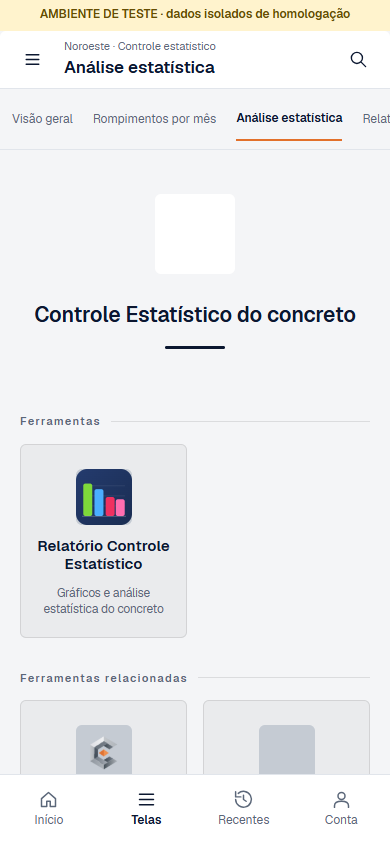 AMBIENTE DE TESTE · dados isolados de homologação
Noroeste · Controle estatístico
Análise estatística
Visão geral
Rompimentos por mês
Análise estatística
Relat
Controle Estatístico do concreto
Ferramentas
Relatório Controle
Estatístico
Gráficos e análise
estatística do concreto
Ferramentas relacionadas
Início
Telas
Recentes
Conta